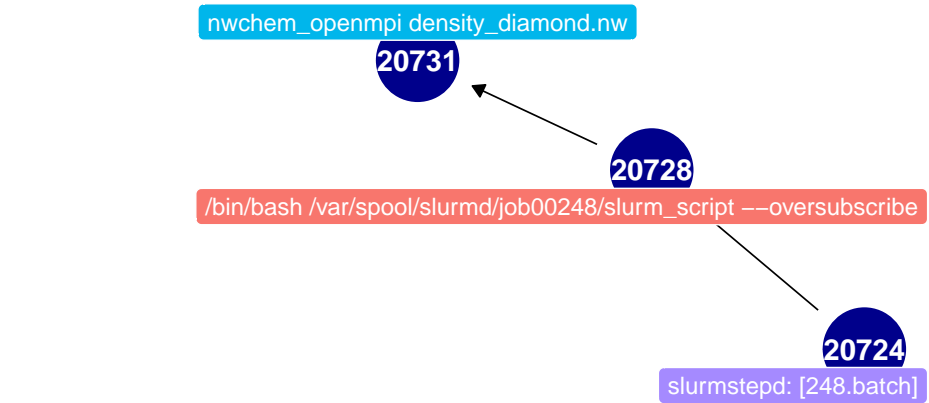 nwchem_openmpi density_diamond.nw
20731
20728
/bin/bash /var/spool/slurmd/job00248/slurm_script −−oversubscribe
20724
slurmstepd: [248.batch]